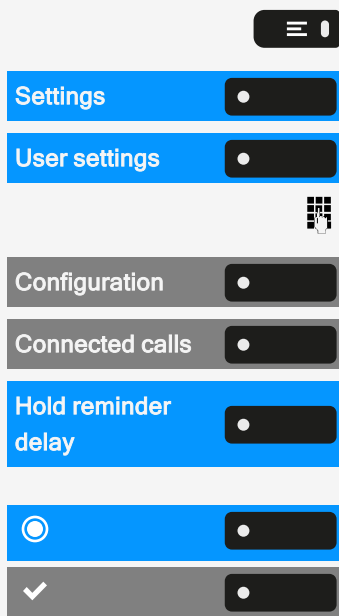 Settings
User settings
Configuration
Connected calls
Hold reminder
delay